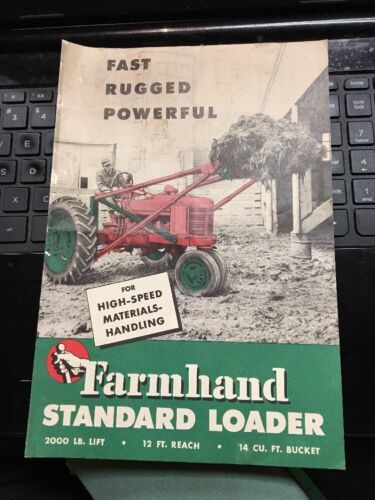 FAST
RUGGED
POWERFUL
FOR
HIGH-SPEED
MATERIALS-
HANDLING
Farmhand
STANDARD LOADER
2000 LB. LIFT • 12 FT. REACH • 14 CU. FT. BUCKET